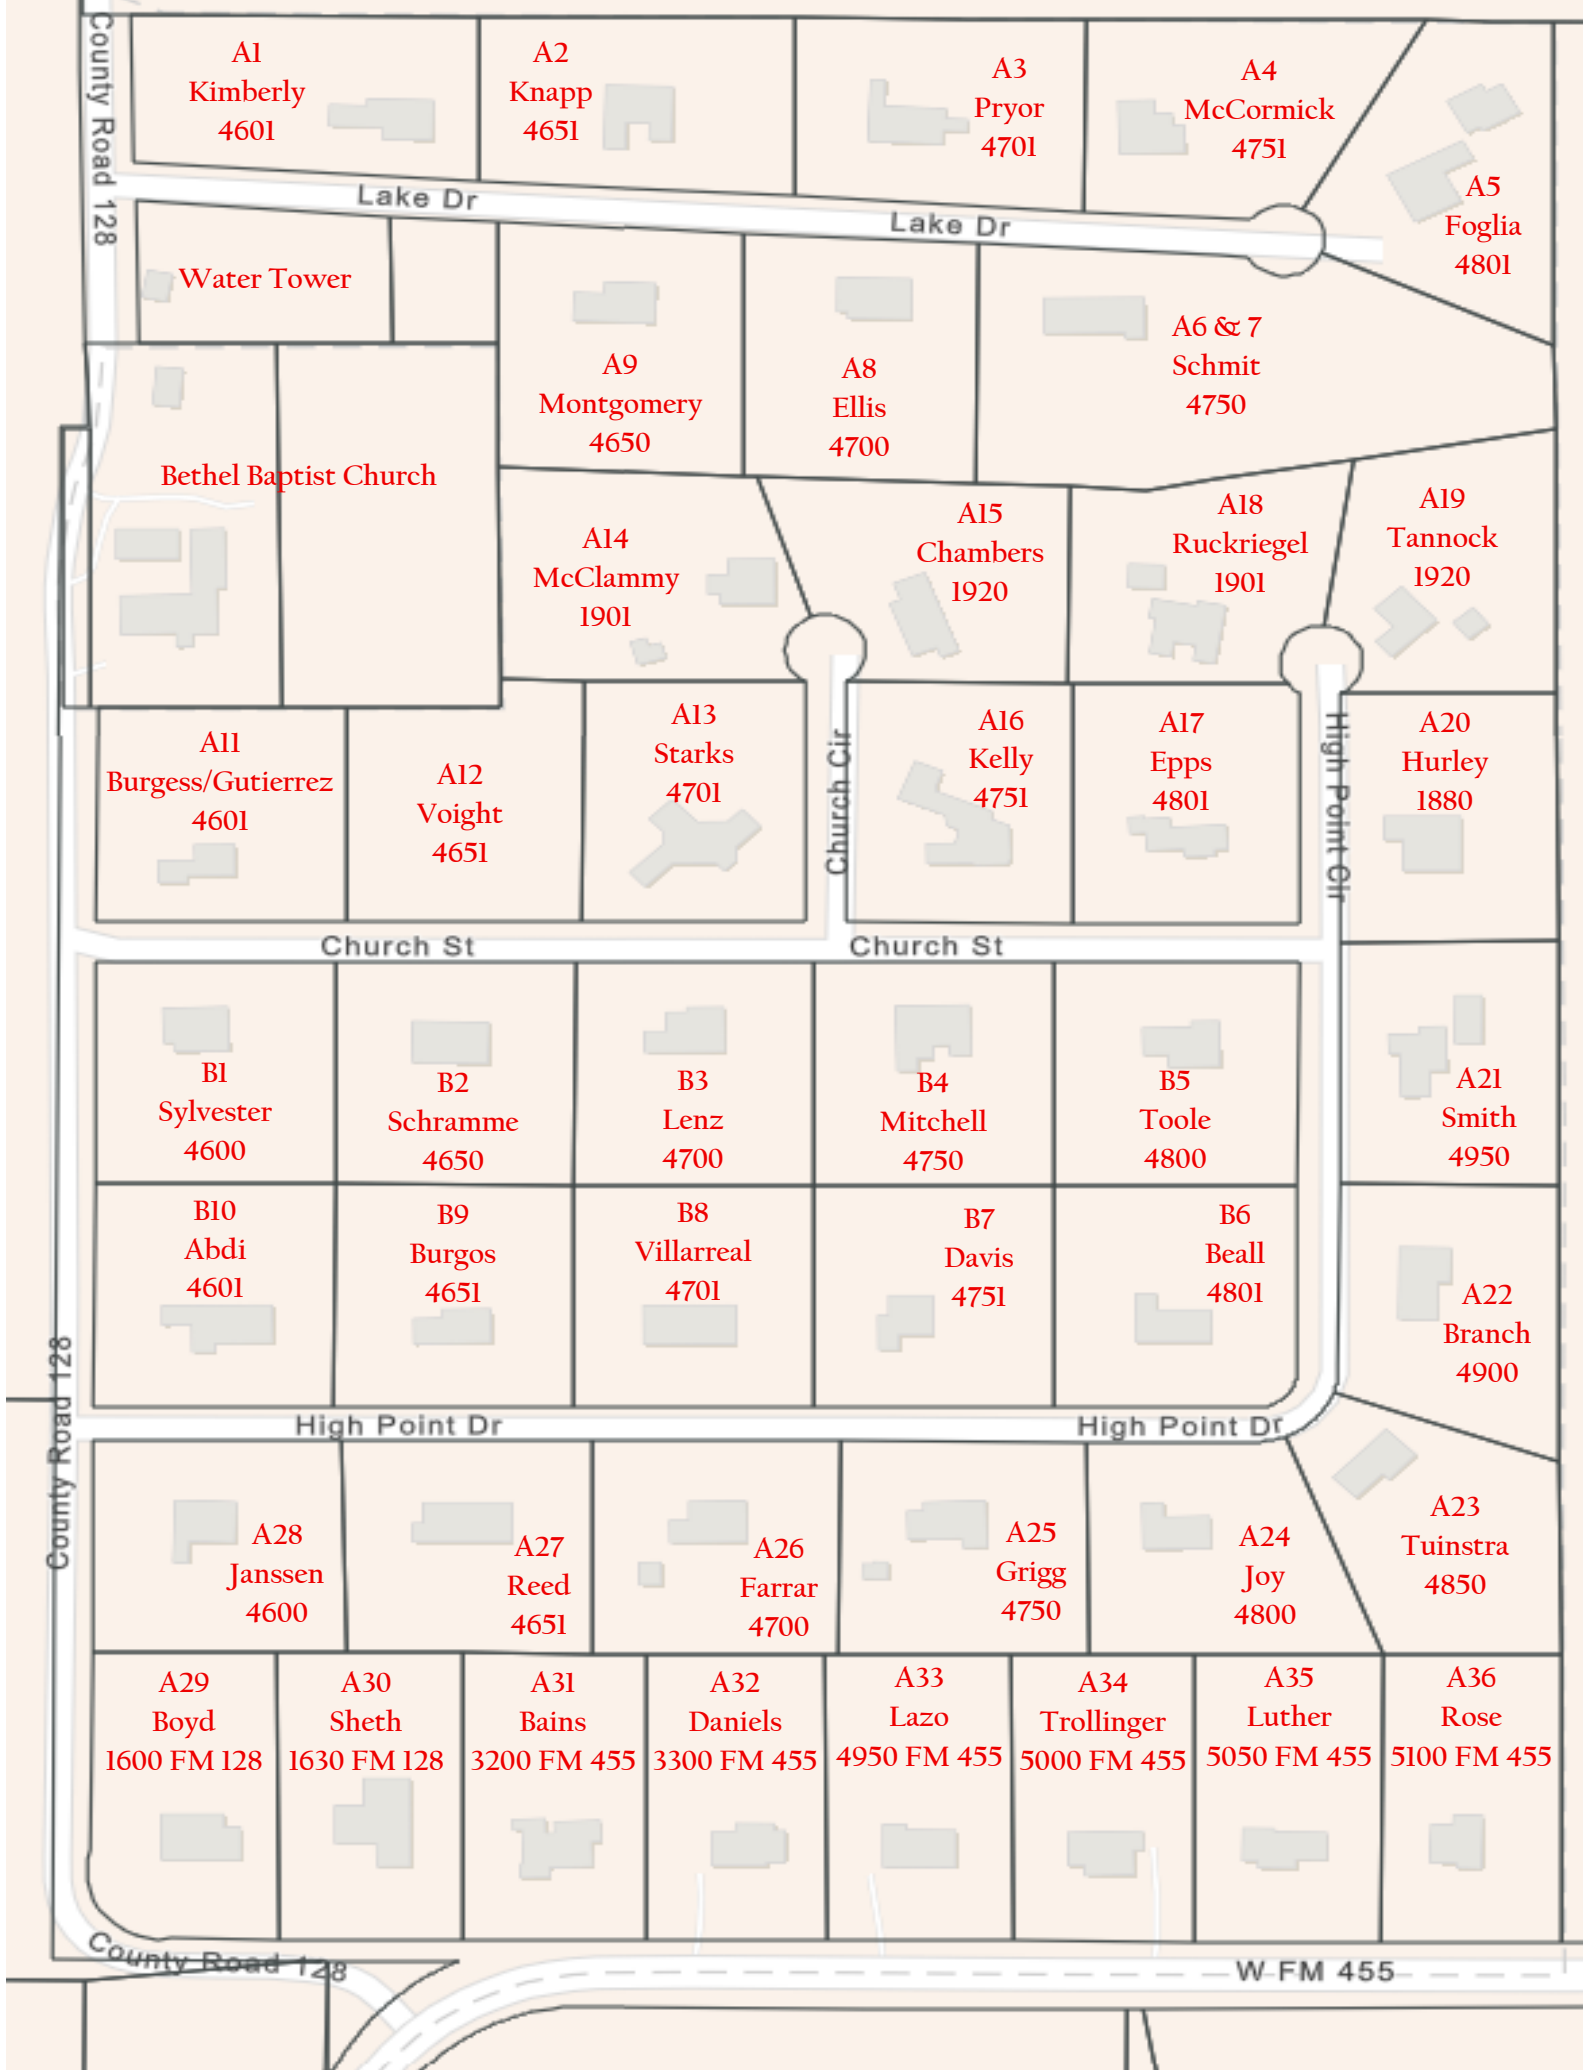 County Road 128
A1
Kimberly
4601
A2
Knapp
4651
A3
Pryor
4701
A4
McCormick
4751
A5
Foglia
4801
Lake Dr
Lake Dr
Water Tower
A9
Montgomery
4650
A8
Ellis
4700
A6 & 7
Schmit
4750
Bethel Baptist Church
A14
McClammy
1901
A15
Chambers
1920
A18
Ruckriegel
1901
A19
Tannock
1920
A11
Burgess/Gutierrez
4601
A12
Voight
4651
A13
Starks
4701
Church Cir
A16
Kelly
4751
A17
Epps
4801
High Point Cir
A20
Hurley
1880
Church St
Church St
B1
Sylvester
4600
B2
Schramme
4650
B3
Lenz
4700
B4
Mitchell
4750
B5
Toole
4800
A21
Smith
4950
B10
Abdi
4601
B9
Burgos
4651
B8
Villarreal
4701
B7
Davis
4751
B6
Beall
4801
A22
Branch
4900
County Road 128
High Point Dr
High Point Dr
A28
Janssen
4600
A27
Reed
4651
A26
Farrar
4700
A25
Grigg
4750
A24
Joy
4800
A23
Tuinstra
4850
A29
Boyd
1600 FM 128
A30
Sheth
1630 FM 128
A31
Bains
3200 FM 455
A32
Daniels
3300 FM 455
A33
Lazo
4950 FM 455
A34
Trollinger
5000 FM 455
A35
Luther
5050 FM 455
A36
Rose
5100 FM 455
County Road 128
W FM 455